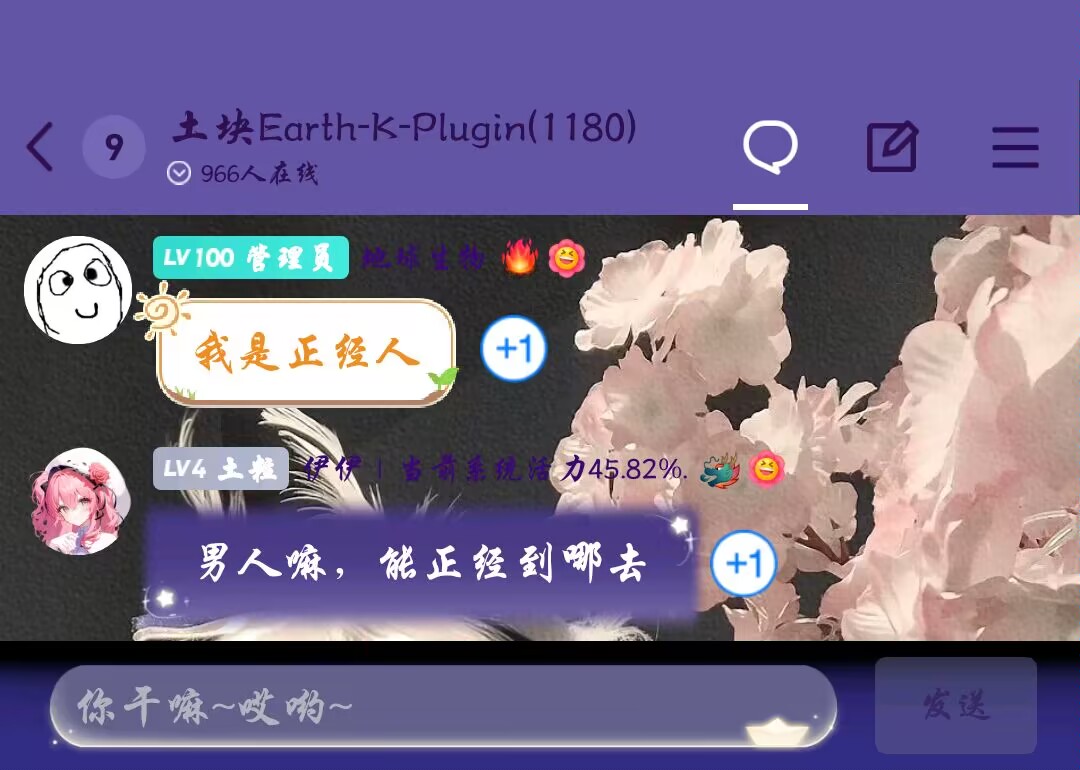 9
土块Earth-K-Plugin(1180)
966人在线
LV100 管理员 地球生物
我是正经人
+1
LV4 土粒 伊伊 | 当前系统活力45.82%.
男人嘛，能正经到哪去
+1
你干嘛~哎哟~
发送